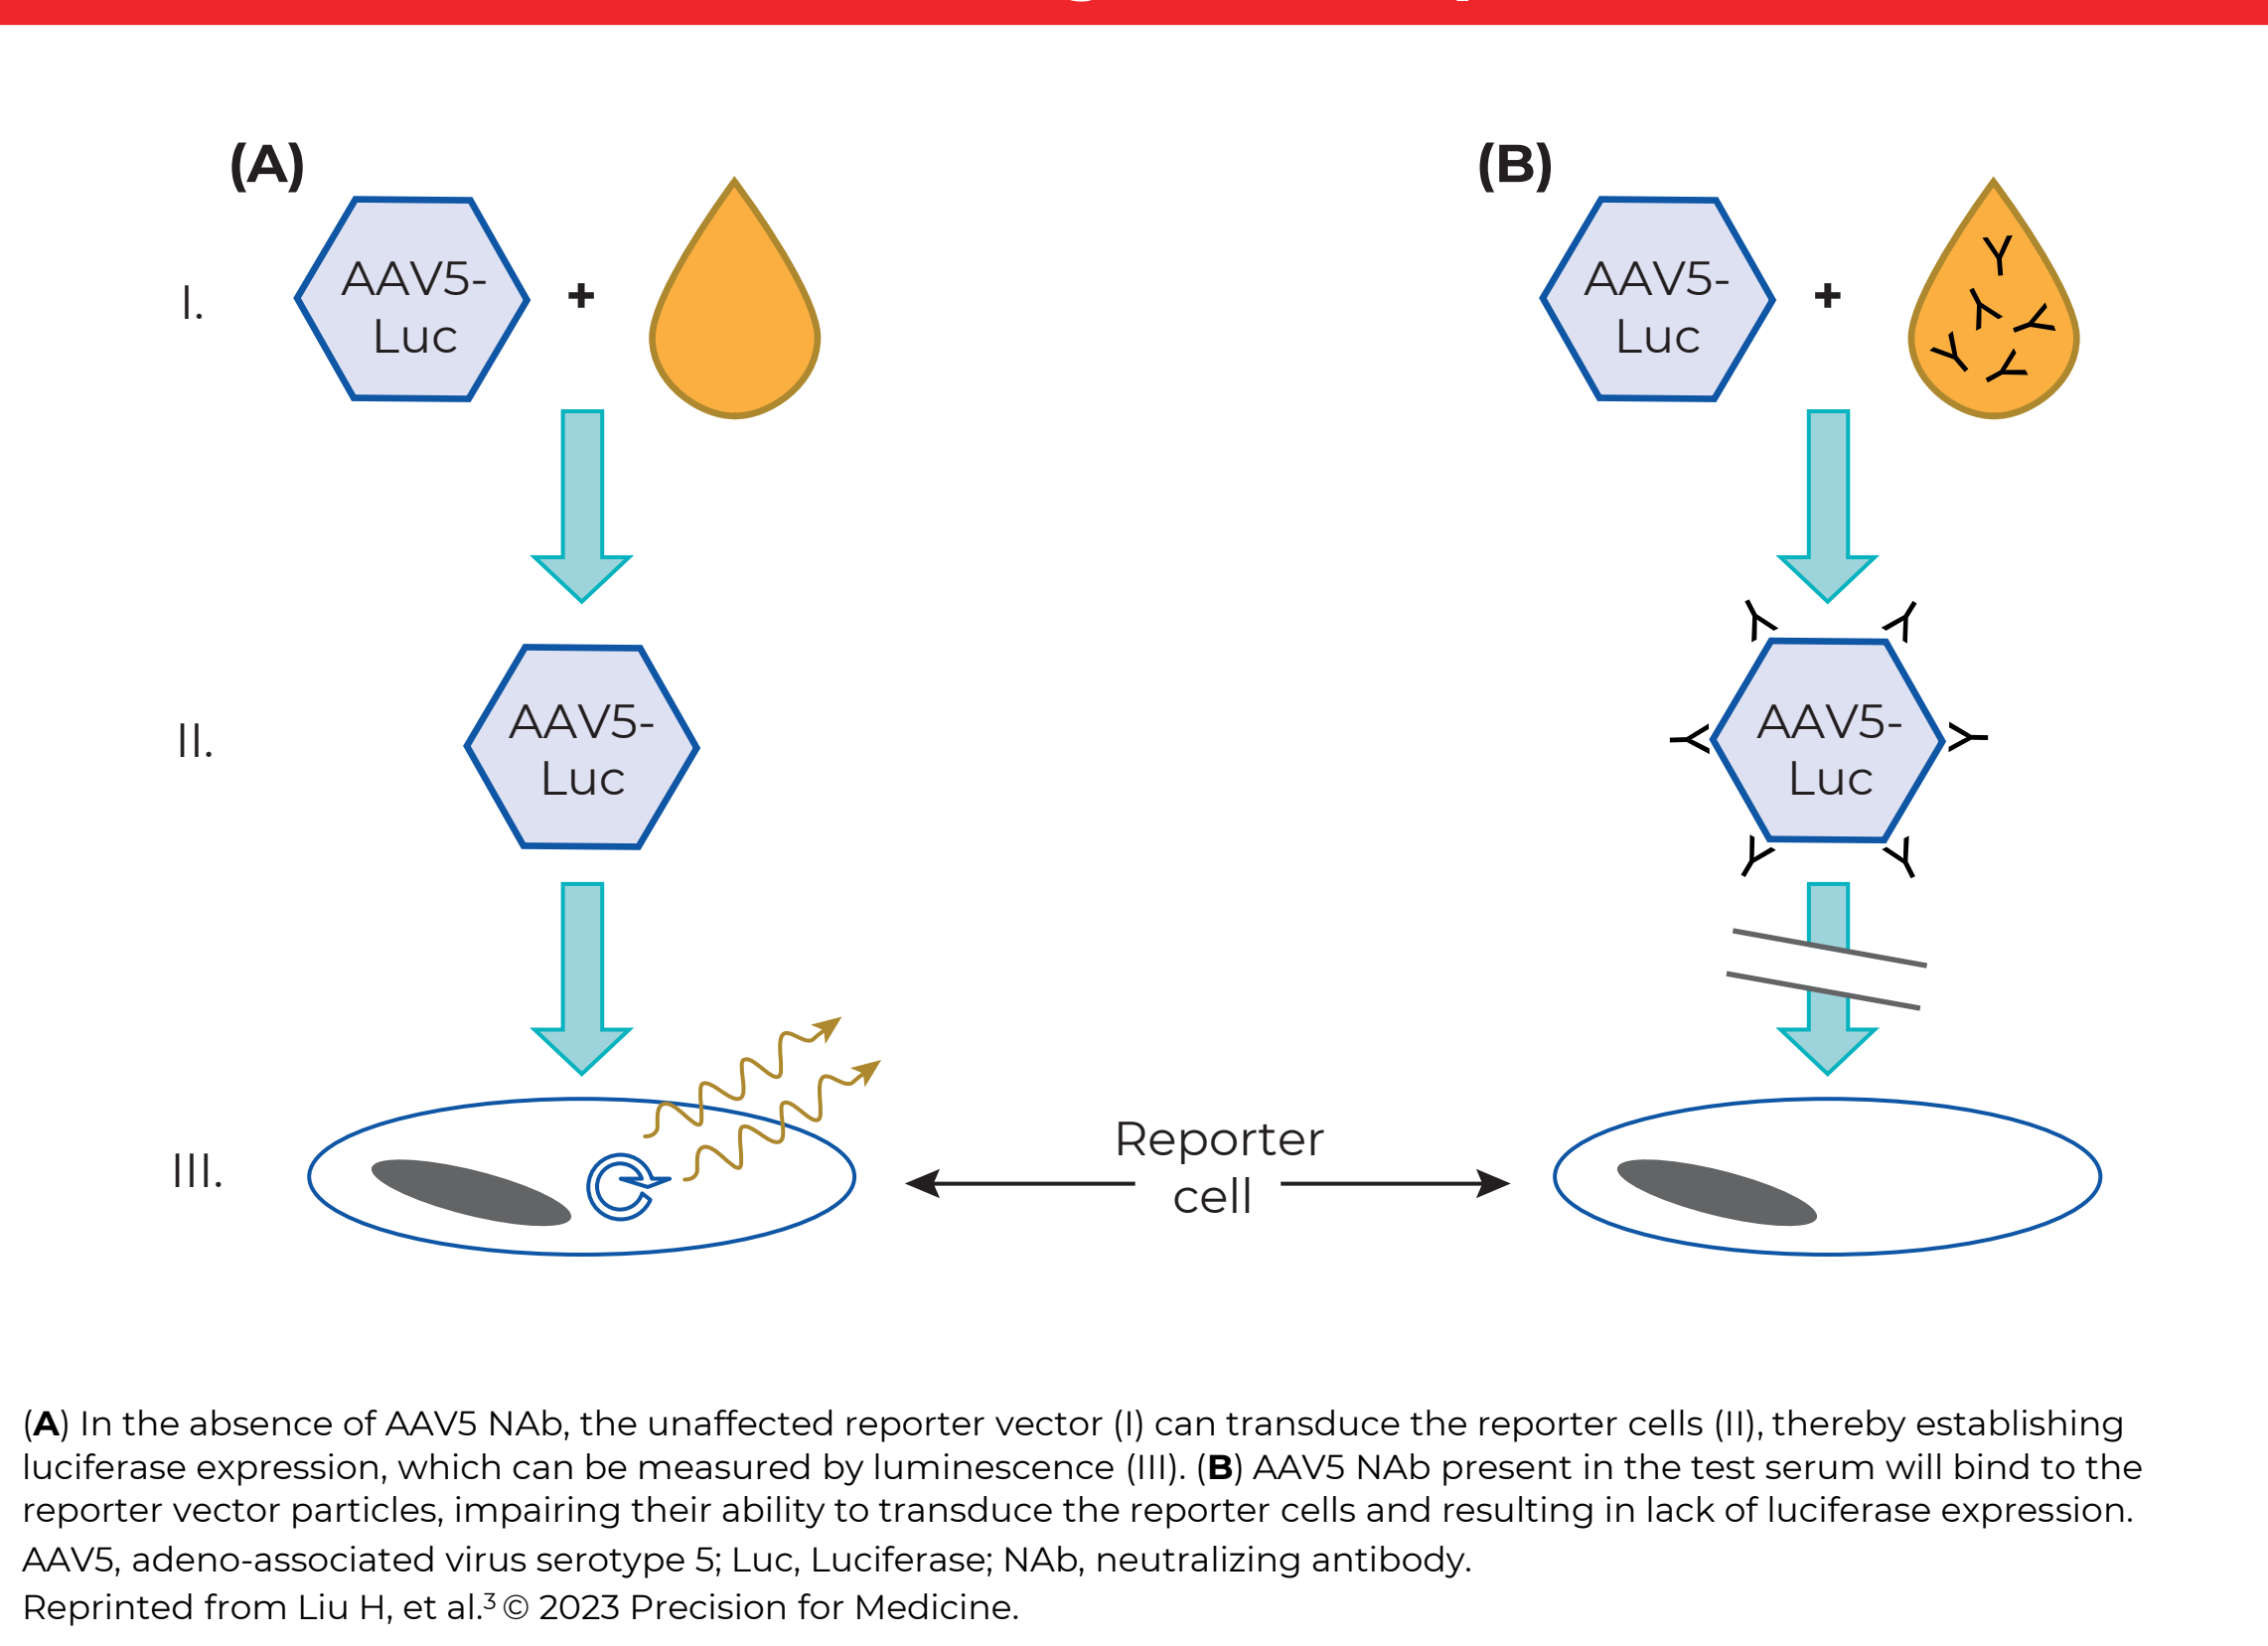 (A)
(B)
I.
AAV5-
Luc
+
AAV5-
Luc
+
II.
AAV5-
Luc
AAV5-
Luc
III.
Reporter
cell
(A) In the absence of AAV5 NAb, the unaffected reporter vector (I) can transduce the reporter cells (II), thereby establishing
luciferase expression, which can be measured by luminescence (III). (B) AAV5 NAb present in the test serum will bind to the
reporter vector particles, impairing their ability to transduce the reporter cells and resulting in lack of luciferase expression.
AAV5, adeno-associated virus serotype 5; Luc, Luciferase; NAb, neutralizing antibody.
Reprinted from Liu H, et al.³ © 2023 Precision for Medicine.